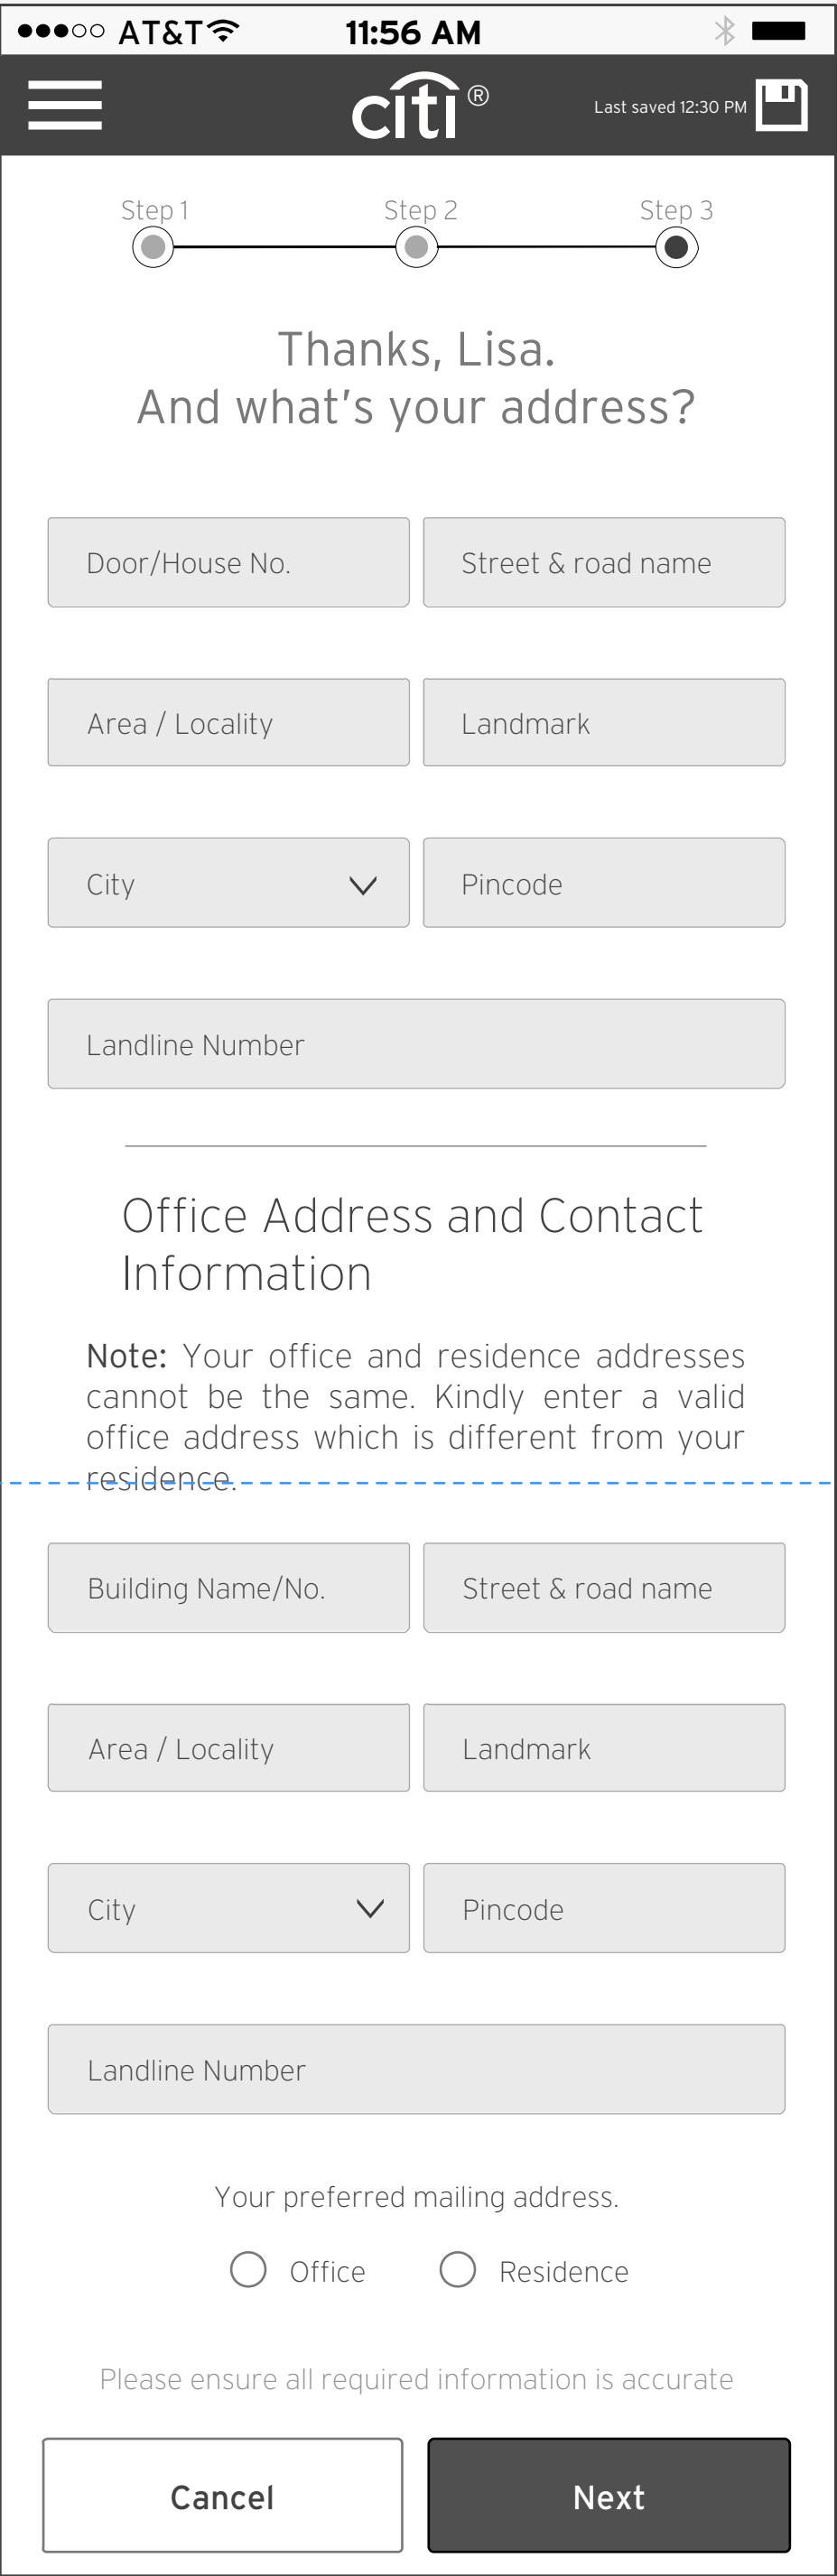 AT&T 11:56 AM
citi® Last saved 12:30 PM
Step 1 Step 2 Step 3
Thanks, Lisa.
And what's your address?
Door/House No. Street & road name
Area / Locality Landmark
City Pincode
Landline Number
Office Address and Contact
Information
Note: Your office and residence addresses
cannot be the same. Kindly enter a valid
office address which is different from your
residence.
Building Name/No. Street & road name
Area / Locality Landmark
City Pincode
Landline Number
Your preferred mailing address.
Office Residence
Please ensure all required information is accurate
Cancel Next